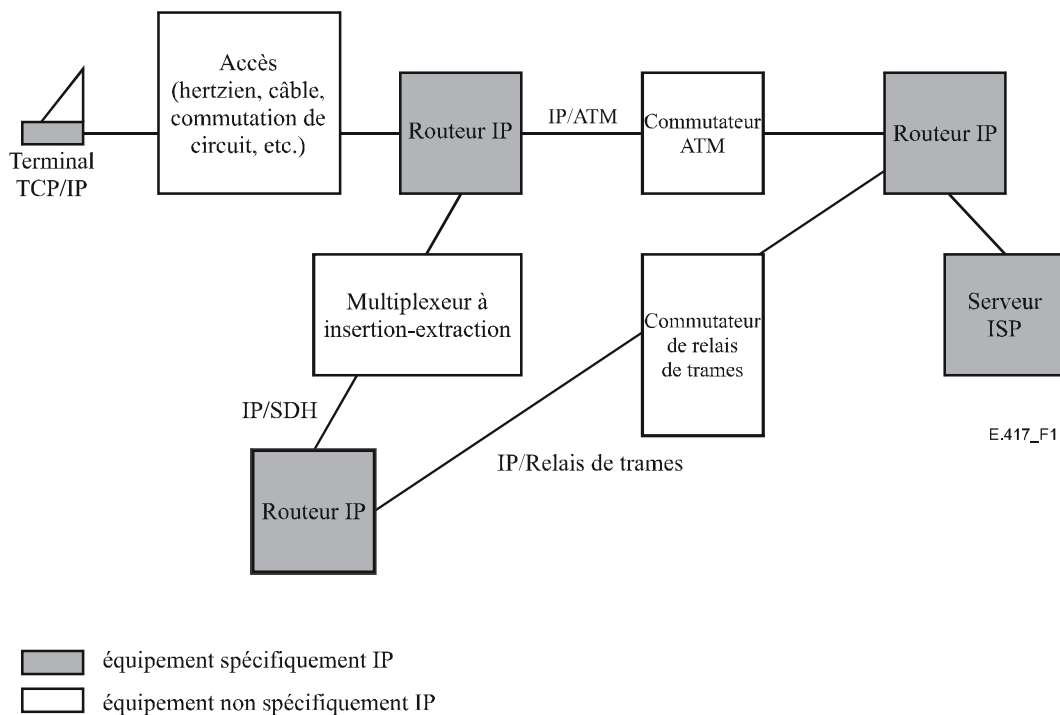 Accès
(hertzien, câble,
commutation de
circuit, etc.)
Terminal
TCP/IP
Routeur IP
IP/ATM
Commutateur
ATM
Routeur IP
Multiplexeur à
insertion-extraction
Commutateur
de relais
de trames
Serveur
ISP
IP/SDH
E.417_F1
IP/Relais de trames
Routeur IP
équipement spécifiquement IP
équipement non spécifiquement IP